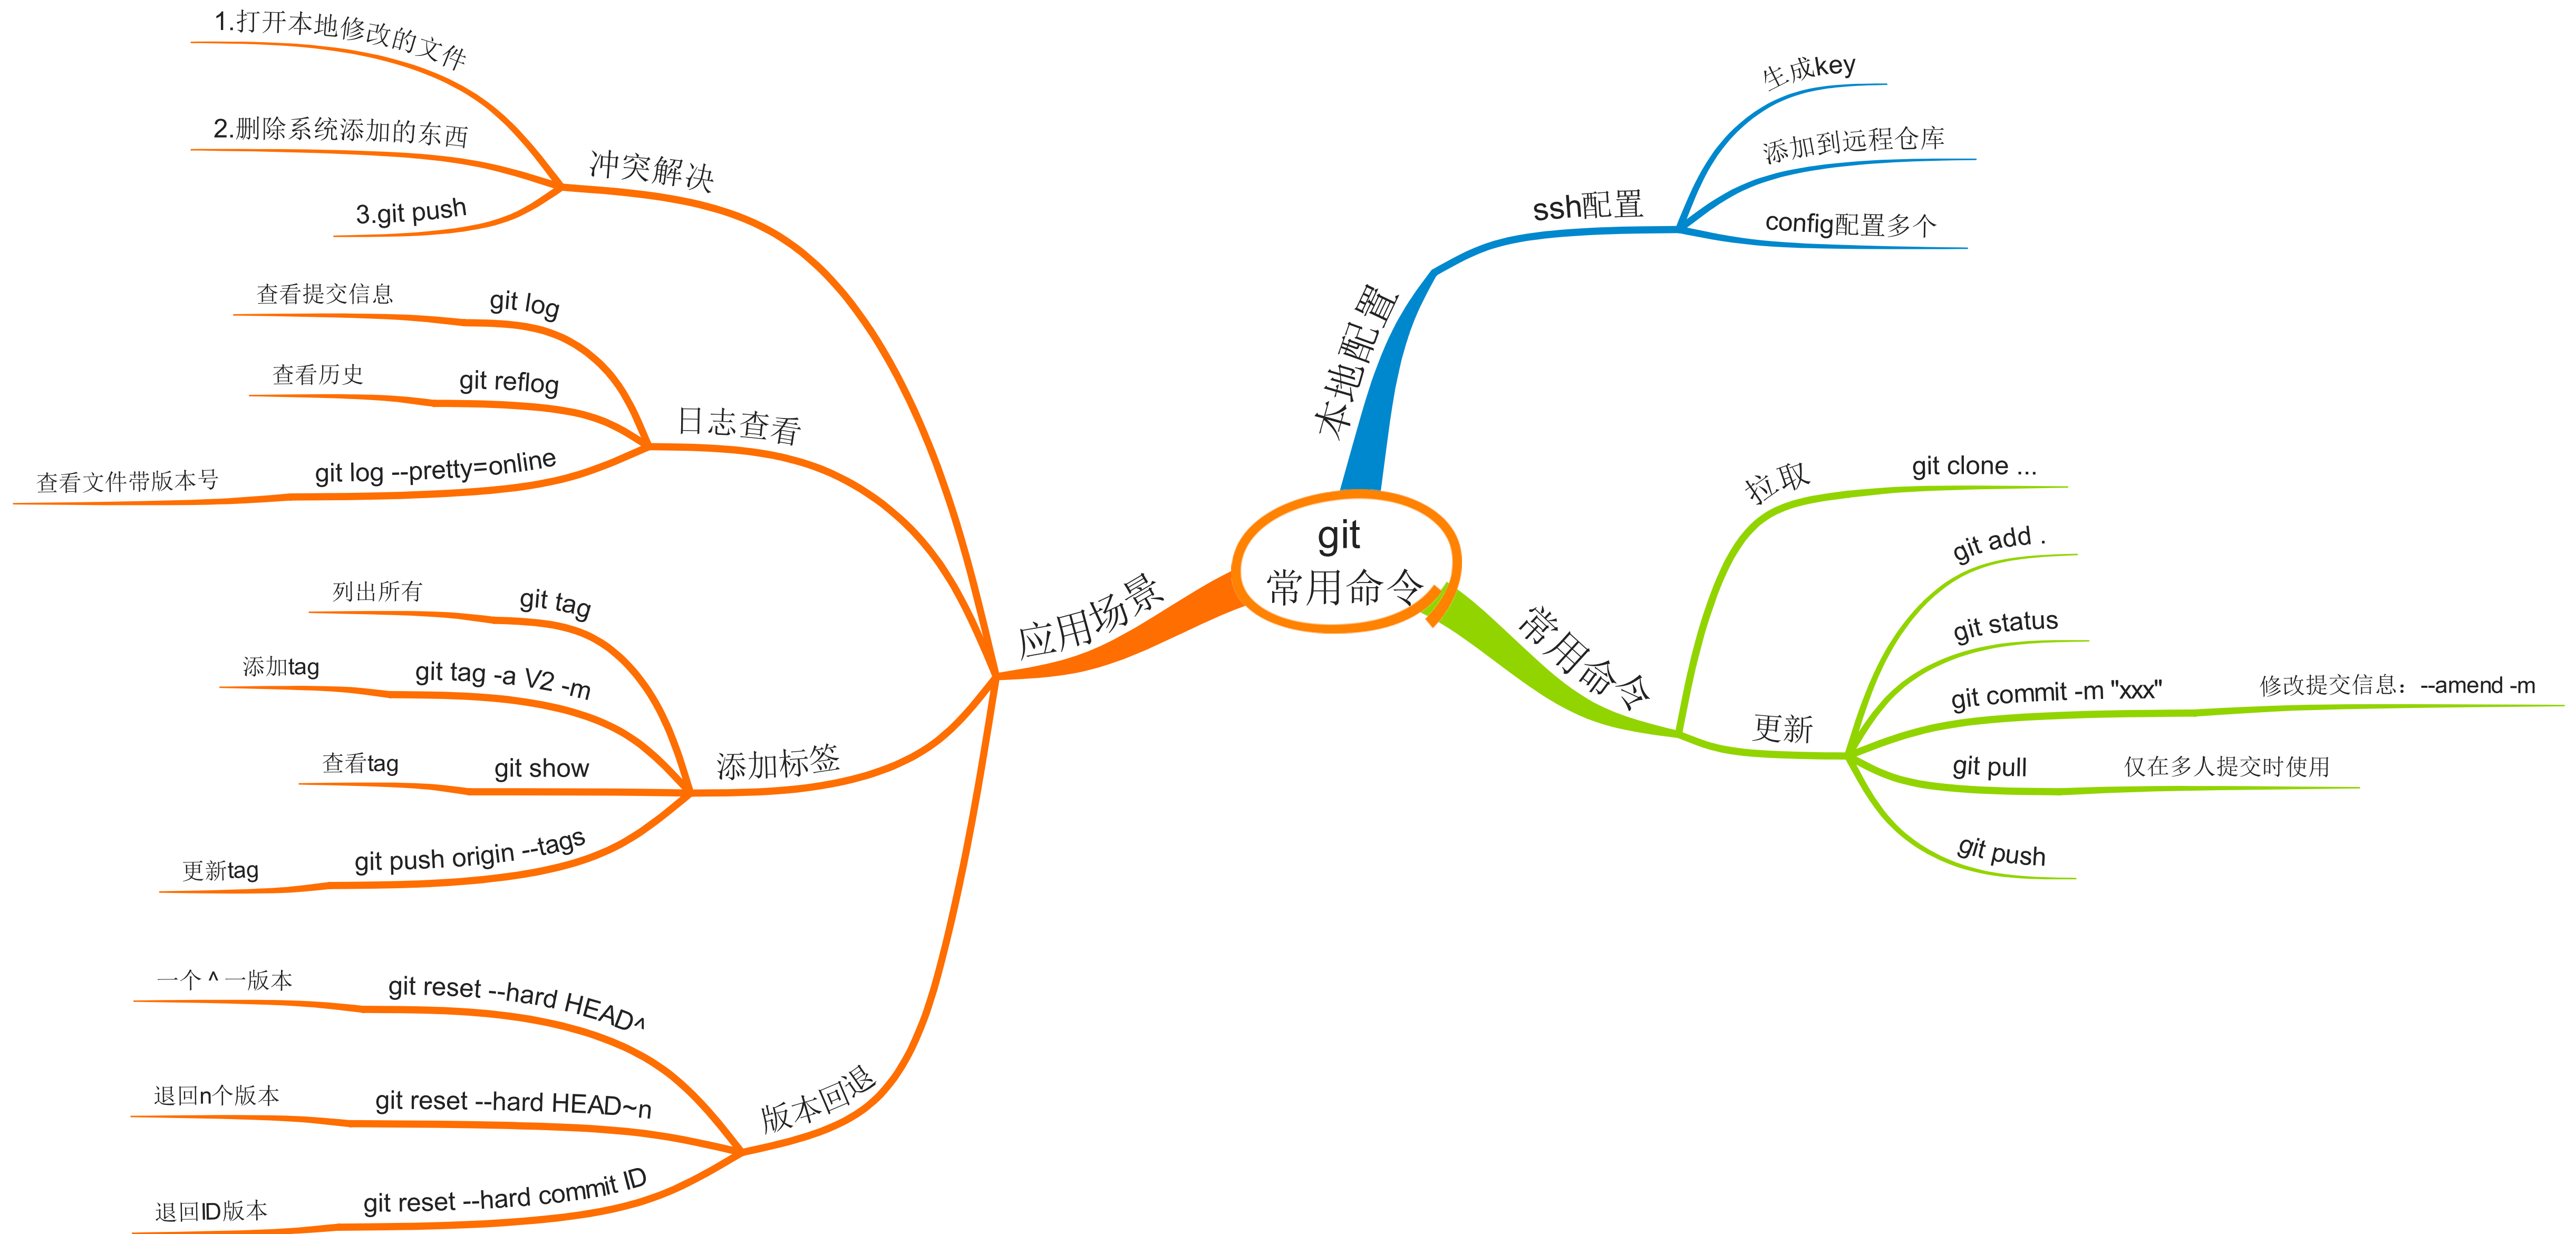 git
常用命令
本地配置
ssh配置
生成key
添加到远程仓库
config配置多个
常用命令
拉取
git clone ...
更新
git add .
git status
git commit -m "xxx"
修改提交信息：--amend -m
git pull
仅在多人提交时使用
git push
应用场景
冲突解决
1.打开本地修改的文件
2.删除系统添加的东西
3.git push
日志查看
git log
查看提交信息
git reflog
查看历史
git log --pretty=online
查看文件带版本号
添加标签
git tag
列出所有
git tag -a V2 -m
添加tag
git show
查看tag
git push origin --tags
更新tag
版本回退
git reset --hard HEAD^
一个 ^ 一版本
git reset --hard HEAD~n
退回n个版本
git reset --hard commit ID
退回ID版本